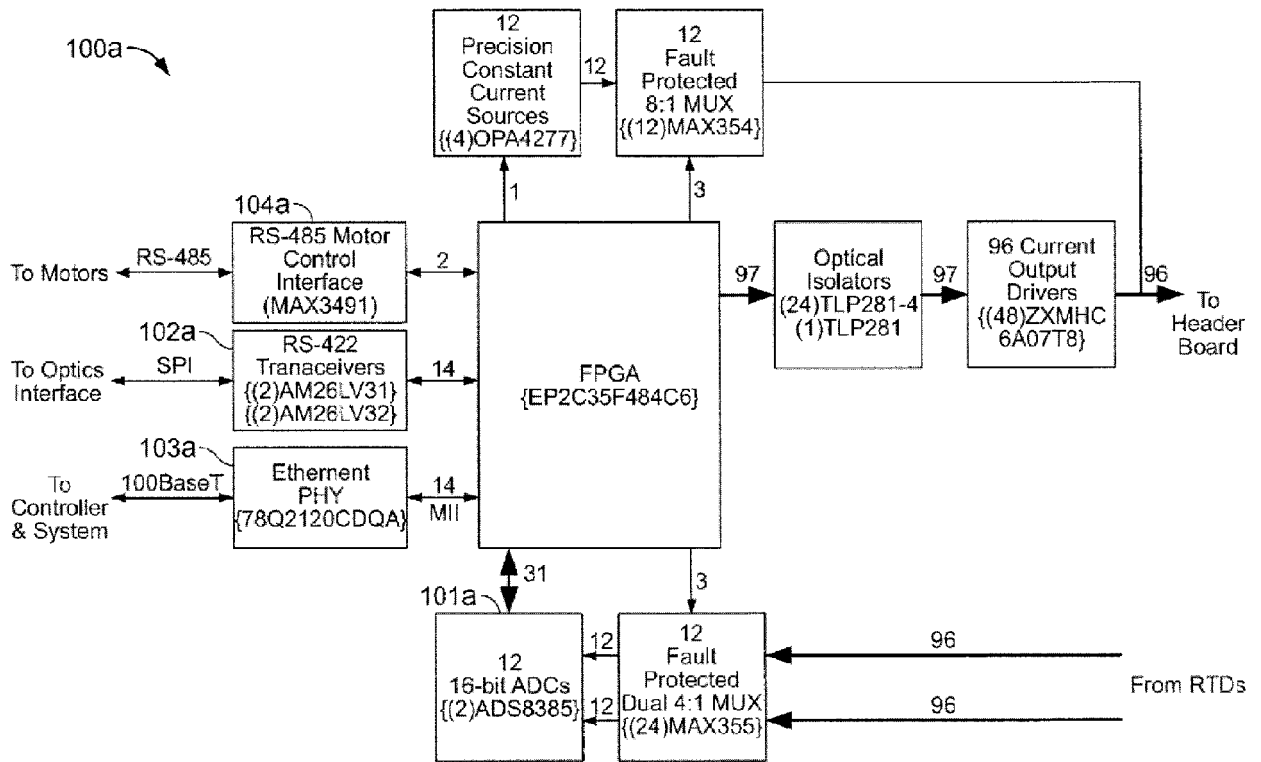 100a
12
Precision
Constant
Current
Sources
{(4)OPA4277}
12
12
Fault
Protected
8:1 MUX
{(12)MAX354}
1
3
104a
RS-485 Motor
Control
Interface
(MAX3491)
To Motors
RS-485
2
102a
RS-422
Tranaceivers
{(2)AM26LV31}
{(2)AM26LV32}
To Optics
Interface
SPI
14
103a
Ethernent
PHY
{78Q2120CDQA}
To
Controller
& System
100BaseT
14
MII
FPGA
{EP2C35F484C6}
97
Optical
Isolators
(24)TLP281-4
(1)TLP281
97
96 Current
Output
Drivers
{(48)ZXMHC
6A07T8}
96
To
Header
Board
31
3
101a
12
16-bit ADCs
{(2)ADS8385}
12
12
12
Fault
Protected
Dual 4:1 MUX
{(24)MAX355}
96
96
From RTDs